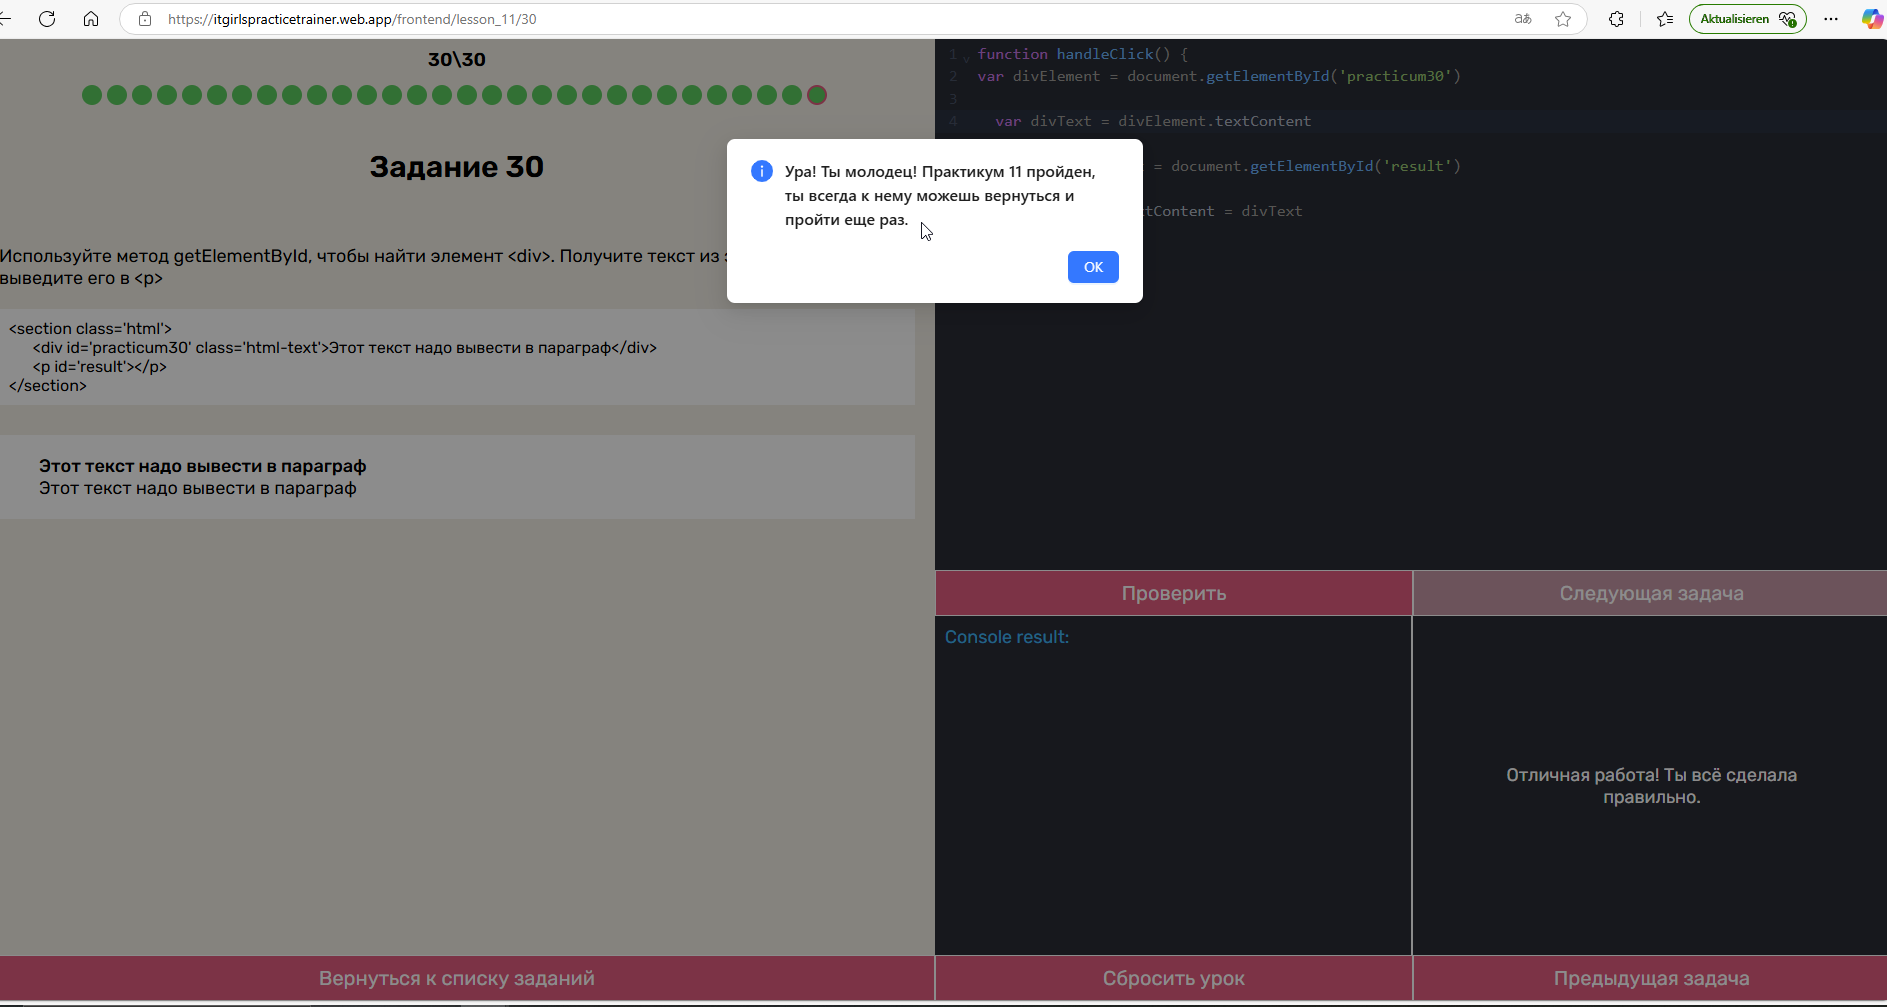 https://itgirlspracticetrainer.web.app/frontend/lesson_11/30
Aktualisieren
30\30
Задание 30
Используйте метод getElementById, чтобы найти элемент <div>. Получите текст из
выведите его в <p>
<section class='html'>
<div id='practicum30' class='html-text'>Этот текст надо вывести в параграф</div>
<p id='result'></p>
</section>
Этот текст надо вывести в параграф
Этот текст надо вывести в параграф
1 function handleClick() {
2 var divElement = document.getElementById('practicum30')
3
4 var divText = divElement.textContent
= document.getElementById('result')
tContent = divText
Ура! Ты молодец! Практикум 11 пройден,
ты всегда к нему можешь вернуться и
пройти еще раз.
OK
Проверить
Следующая задача
Console result:
Отличная работа! Ты всё сделала
правильно.
Вернуться к списку заданий
Сбросить урок
Предыдущая задача